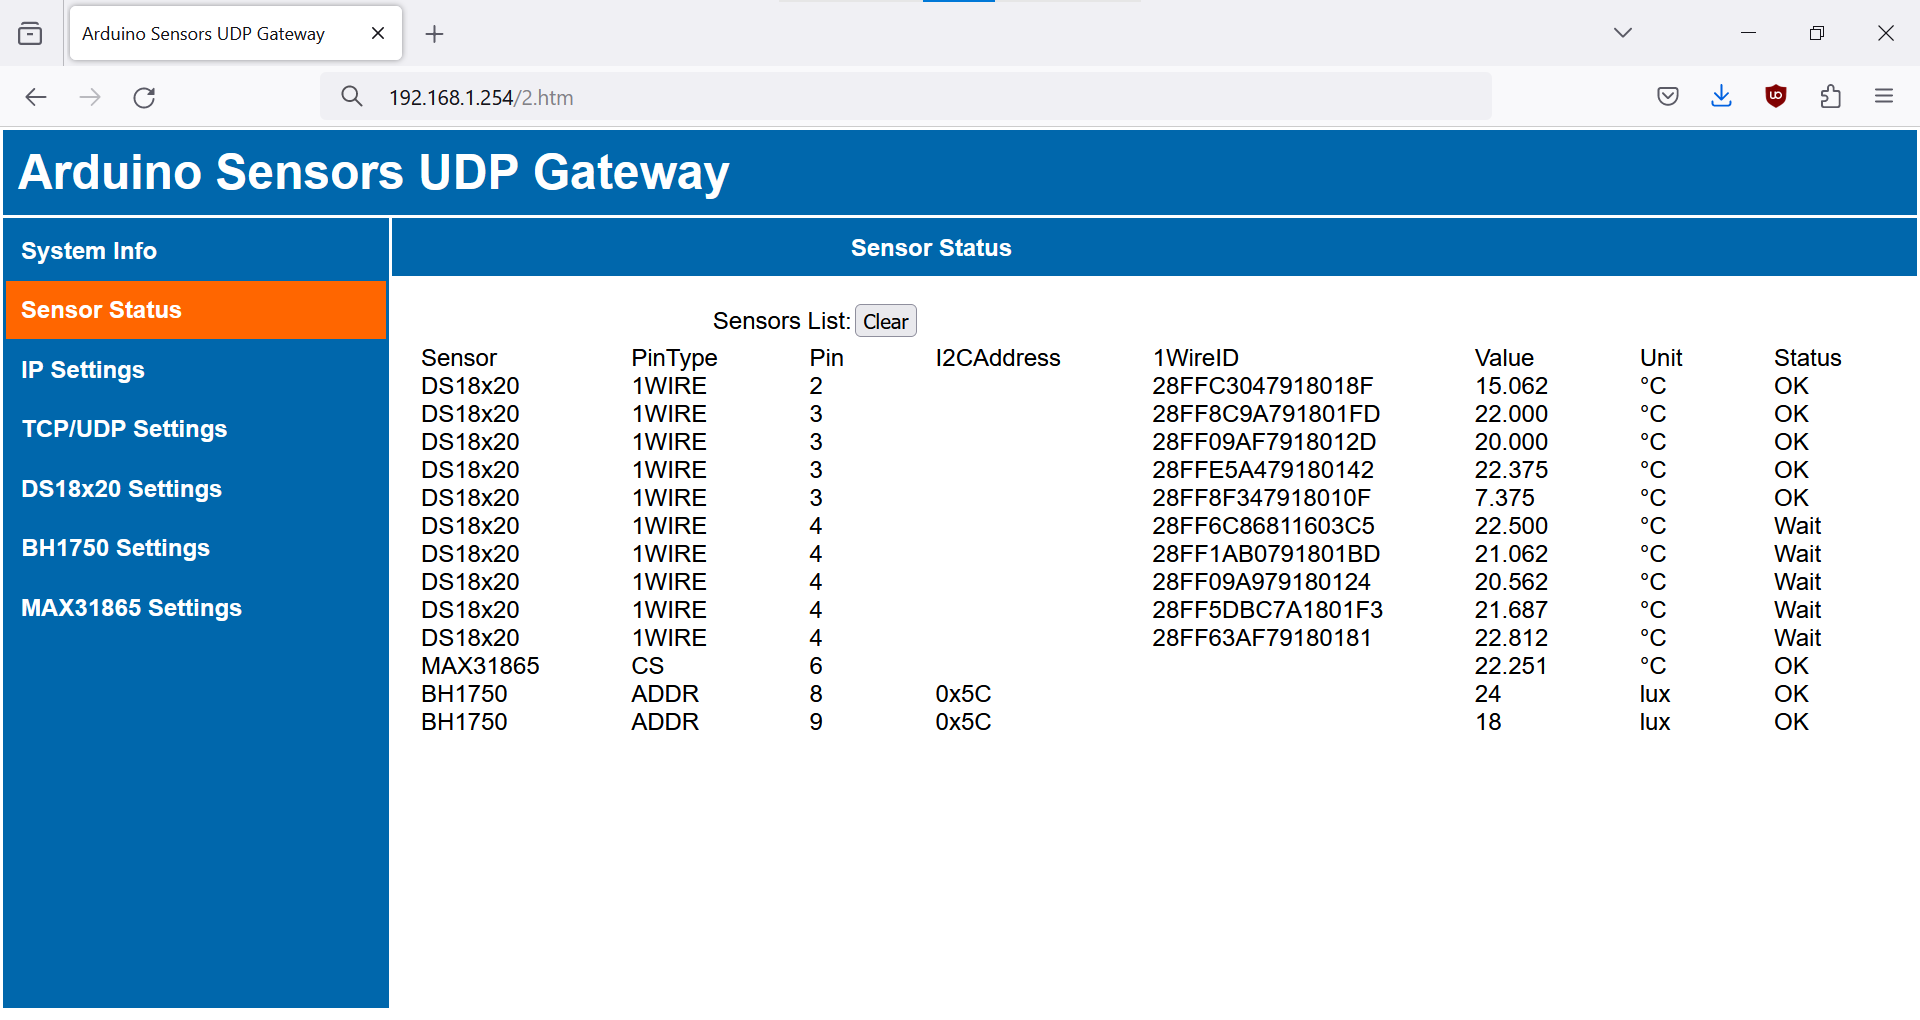 Arduino Sensors UDP Gateway
192.168.1.254/2.htm
Arduino Sensors UDP Gateway
System Info
Sensor Status
IP Settings
TCP/UDP Settings
DS18x20 Settings
BH1750 Settings
MAX31865 Settings
Sensor Status
Sensors List: Clear
Sensor PinType Pin I2CAddress 1WireID Value Unit Status
DS18x20 1WIRE 2 28FFC3047918018F 15.062 °C OK
DS18x20 1WIRE 3 28FF8C9A791801FD 22.000 °C OK
DS18x20 1WIRE 3 28FF09AF7918012D 20.000 °C OK
DS18x20 1WIRE 3 28FFE5A479180142 22.375 °C OK
DS18x20 1WIRE 3 28FF8F347918010F 7.375 °C OK
DS18x20 1WIRE 4 28FF6C86811603C5 22.500 °C Wait
DS18x20 1WIRE 4 28FF1AB0791801BD 21.062 °C Wait
DS18x20 1WIRE 4 28FF09A979180124 20.562 °C Wait
DS18x20 1WIRE 4 28FF5DBC7A1801F3 21.687 °C Wait
DS18x20 1WIRE 4 28FF63AF79180181 22.812 °C Wait
MAX31865 CS 6 22.251 °C OK
BH1750 ADDR 8 0x5C 24 lux OK
BH1750 ADDR 9 0x5C 18 lux OK